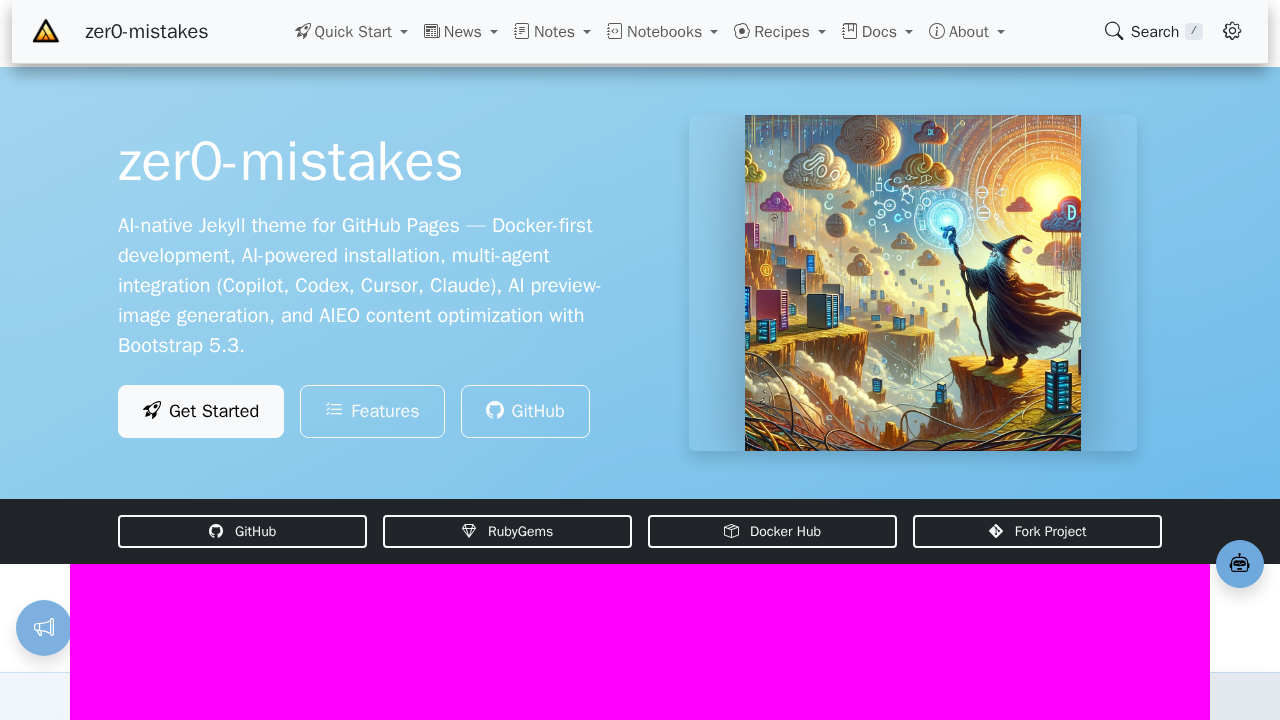 zer0-mistakes
Quick Start
News
Notes
Notebooks
Recipes
Docs
About
Search /
zer0-mistakes
AI-native Jekyll theme for GitHub Pages — Docker-first
development, AI-powered installation, multi-agent
integration (Copilot, Codex, Cursor, Claude), AI preview-
image generation, and AIEO content optimization with
Bootstrap 5.3.
Get Started
Features
GitHub
GitHub
RubyGems
Docker Hub
Fork Project